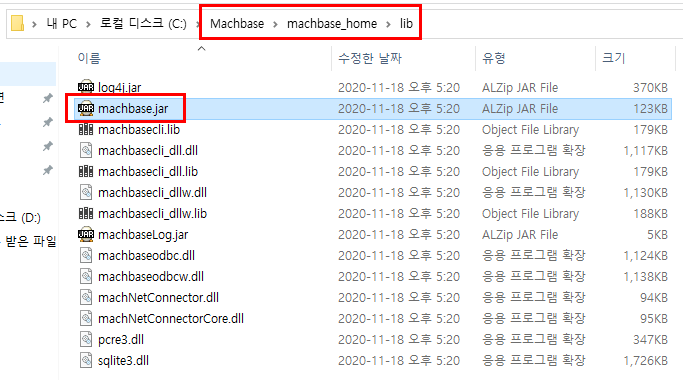 내 PC > 로컬 디스크 (C:) > Machbase > machbase_home > lib
이름 수정한 날짜 유형 크기
log4j.jar 2020-11-18 오후 5:20 ALZip JAR File 370KB
machbase.jar 2020-11-18 오후 5:20 ALZip JAR File 123KB
machbasecli.lib 2020-11-18 오후 5:20 Object File Library 179KB
machbasecli_dll.dll 2020-11-18 오후 5:20 응용 프로그램 확장 1,117KB
machbasecli_dll.lib 2020-11-18 오후 5:20 Object File Library 179KB
machbasecli_dllw.dll 2020-11-18 오후 5:20 응용 프로그램 확장 1,130KB
machbasecli_dllw.lib 2020-11-18 오후 5:20 Object File Library 188KB
스크 (D:) machbaseLog.jar 2020-11-18 오후 5:20 ALZip JAR File 5KB
받은 파일 machbaseodbc.dll 2020-11-18 오후 5:20 응용 프로그램 확장 1,124KB
machbaseodbcw.dll 2020-11-18 오후 5:20 응용 프로그램 확장 1,138KB
machNetConnector.dll 2020-11-18 오후 5:20 응용 프로그램 확장 94KB
machNetConnectorCore.dll 2020-11-18 오후 5:20 응용 프로그램 확장 95KB
pcre3.dll 2020-11-18 오후 5:20 응용 프로그램 확장 347KB
sqlite3.dll 2020-11-18 오후 5:20 응용 프로그램 확장 1,726KB